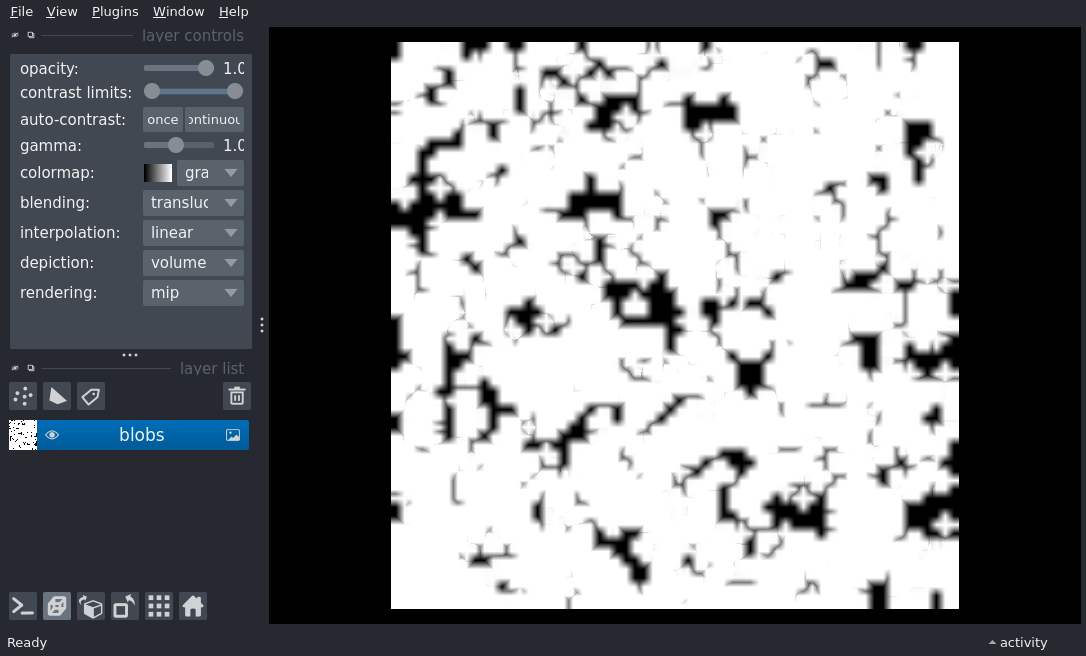 File View Plugins Window Help
layer controls
opacity: 1.0
contrast limits:
auto-contrast: once ontinuou
gamma: 1.0
colormap: gra
blending: transluc
interpolation: linear
depiction: volume
rendering: mip
layer list
blobs
Ready
activity